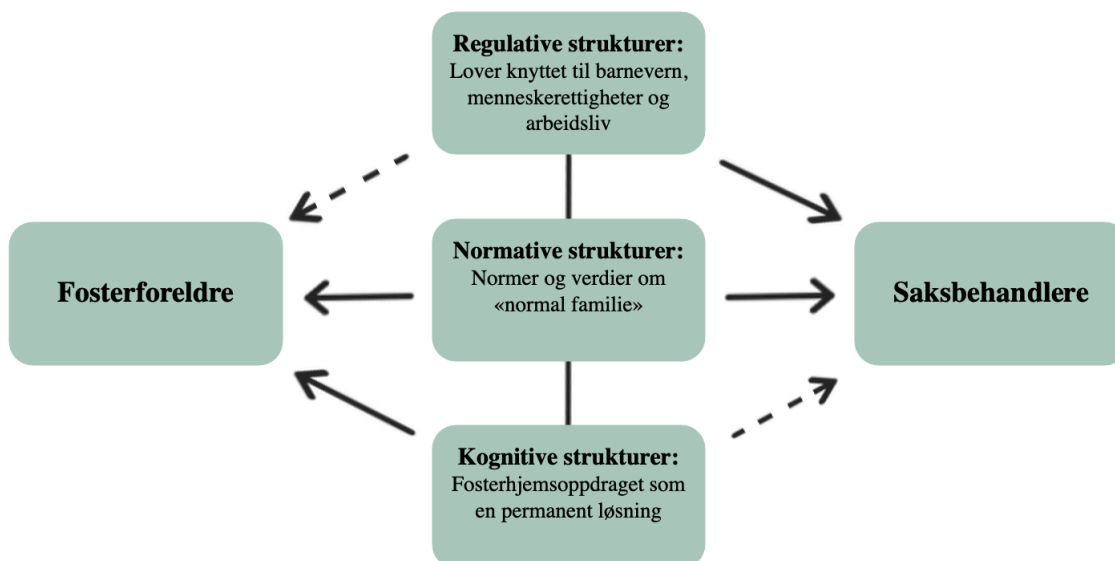 Regulative strukturer:
Lover knyttet til barnevern,
menneskerettigheter og
arbeidsliv
Fosterforeldre
Normative strukturer:
Normer og verdier om
«normal familie»
Saksbehandlere
Kognitive strukturer:
Fosterhjemsoppdraget som
en permanent løsning